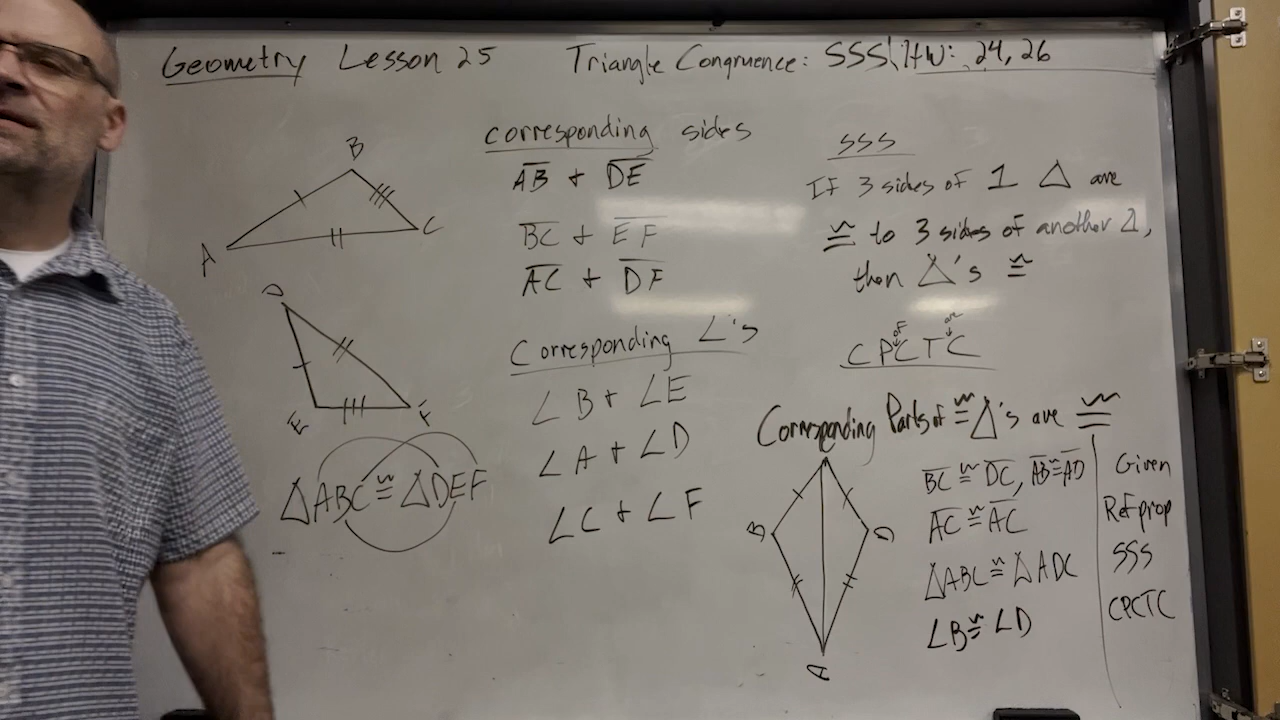 Geometry Lesson 25
Triangle Congruence: SSS\HW: 24, 26
B
A
C
D
E
F
△ABC ≅ △DEF
corresponding sides
AB + DE
BC + EF
AC + DF
Corresponding ∠'s
∠B + ∠E
∠A + ∠D
∠C + ∠F
SSS
If 3 sides of 1 △ are
≅ to 3 sides of another △,
then △'s ≅
of are
CPCTC
Corresponding Parts of ≅ △'s are ≅
B
D
A
BC ≅ DC, AB ≅ AD Given
AC ≅ AC Ref prop
△ABC ≅ △ADC SSS
∠B ≅ ∠D CPCTC